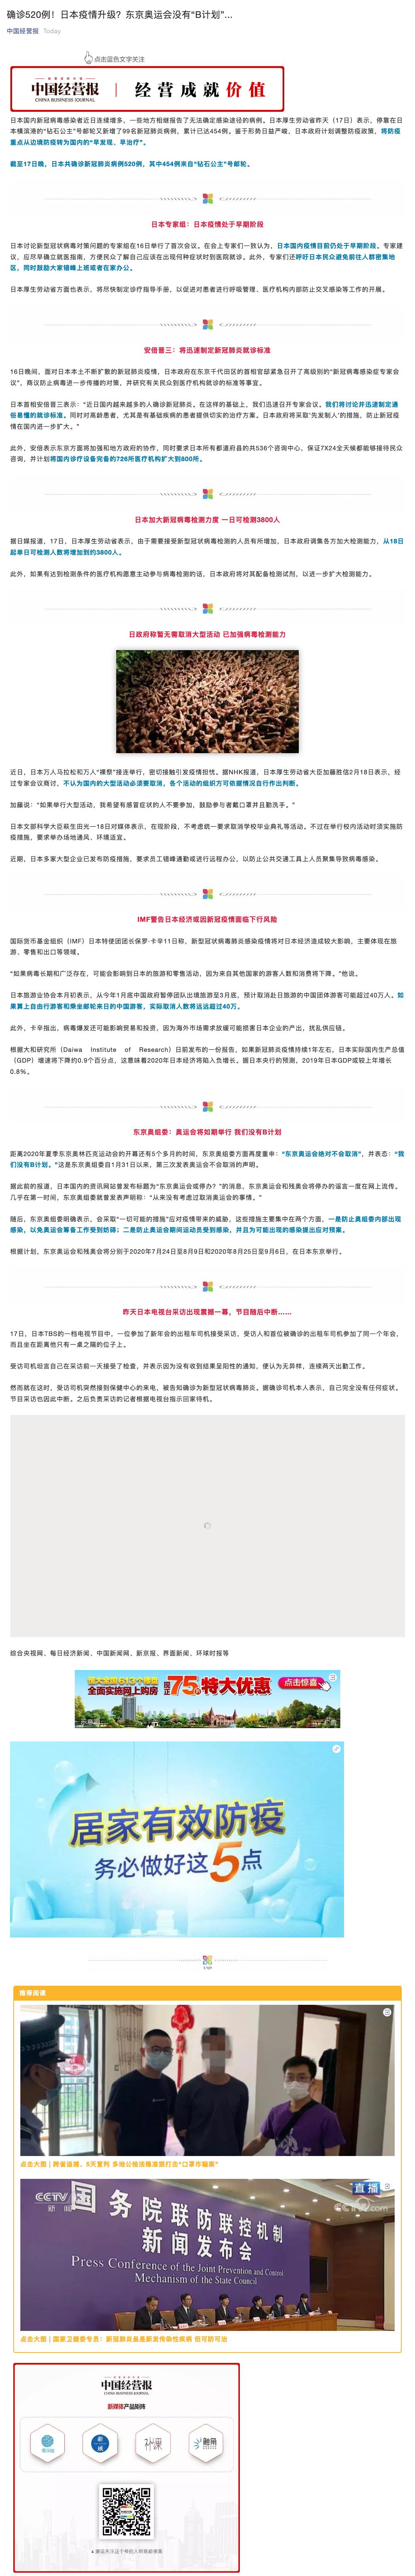 确诊520例！日本疫情升级？东京奥运会没有“B计划”...
中国经营报 Today
点击蓝色文字关注
中国经营报
CHINA BUSINESS JOURNAL
经 营 成 就 价 值
日本国内新冠病毒感染者近日连续增多，一些地方相继报告了无法确定感染途径的病例。日本厚生劳动省昨天（17日）表示，停靠在日
本横滨港的“钻石公主”号邮轮又新增了99名新冠肺炎病例，累计已达454例。鉴于形势日益严峻，日本政府计划调整防疫政策，将防疫
重点从边境防疫转为国内的“早发现、早治疗”。
截至17日晚，日本共确诊新冠肺炎病例520例，其中454例来自“钻石公主”号邮轮。
日本专家组：日本疫情处于早期阶段
日本讨论新型冠状病毒对策问题的专家组在16日举行了首次会议。在会上专家们一致认为，日本国内疫情目前仍处于早期阶段。专家建
议，应尽早确立就医指南，方便民众了解自己应该在出现何种症状时到医院就诊。此外，专家们还呼吁日本民众避免前往人群密集地
区，同时鼓励大家错峰上班或者在家办公。
日本厚生劳动省方面也表示，将尽快制定诊疗指导手册，以促进对患者进行呼吸管理、医疗机构内部防止交叉感染等工作的开展。
安倍晋三：将迅速制定新冠肺炎就诊标准
16日晚间，面对日本本土不断扩散的新冠肺炎疫情，日本政府在东京千代田区的首相官邸紧急召开了高级别的“新冠病毒感染症专家会
议”，商议防止病毒进一步传播的对策，并研究有关民众到医疗机构就诊的标准等事宜。
日本首相安倍晋三表示：“近日国内越来越多的人确诊新冠肺炎。在这样的基础上，我们迅速召开专家会议。我们将讨论并迅速制定通
俗易懂的就诊标准。同时对高龄患者，尤其是有基础疾病的患者提供切实的治疗方案。日本政府将采取‘先发制人’的措施，防止新冠疫
情在国内进一步扩大。”
此外，安倍表示东京方面将加强和地方政府的协作，同时要求日本所有都道府县的共536个咨询中心，保证7X24全天候都能够接待民众
咨询，并计划将国内诊疗设备完备的726所医疗机构扩大到800所。
日本加大新冠病毒检测力度 一日可检测3800人
据日媒报道，17日，日本厚生劳动省表示，由于需要接受新型冠状病毒检测的人员有所增加，日本政府调集各方加大检测能力，从18日
起单日可检测人数将增加到约3800人。
此外，如果有达到检测条件的医疗机构愿意主动参与病毒检测的话，日本政府将对其配备检测试剂，以进一步扩大检测能力。
日政府称暂无需取消大型活动 已加强病毒检测能力
近日，日本万人马拉松和万人“裸祭”接连举行，密切接触引发疫情担忧。据NHK报道，日本厚生劳动省大臣加藤胜信2月18日表示，经
过专家会议商讨，不认为国内的大型活动必须要取消，各个活动的组织方可依据情况自行作出判断。
加藤说：“如果举行大型活动，我希望有感冒症状的人不要参加，鼓励参与者戴口罩并且勤洗手。”
日本文部科学大臣萩生田光一18日对媒体表示，在现阶段，不考虑统一要求取消学校毕业典礼等活动。不过在举行校内活动时须实施防
疫措施，要求举办场地通风、环境适宜。
近期，日本多家大型企业已发布防疫措施，要求员工错峰通勤或进行远程办公，以防止公共交通工具上人员聚集导致病毒感染。
IMF警告日本经济或因新冠疫情面临下行风险
国际货币基金组织（IMF）日本特使团团长保罗·卡辛11日称，新型冠状病毒肺炎感染疫情将对日本经济造成较大影响，主要体现在旅
游、零售和出口等领域。
“如果病毒长期和广泛存在，可能会影响到日本的旅游和零售活动，因为来自其他国家的游客人数和消费将下降。”他说。
日本旅游业协会本月初表示，从今年1月底中国政府暂停团队出境旅游至3月底，预计取消赴日旅游的中国团体游客可能超过40万人。如
果算上自由行游客和乘坐邮轮来日的中国游客，实际取消人数将远远超过40万。
此外，卡辛指出，病毒爆发还可能影响贸易和投资，因为海外市场需求放缓可能损害日本企业的产出，扰乱供应链。
根据大和研究所（Daiwa Institute of Research）日前发布的一份报告，如果新冠肺炎疫情持续1年左右，日本实际国内生产总值
（GDP）增速将下降约0.9个百分点，这意味着2020年日本经济将陷入负增长。据日本央行的预测，2019年日本GDP或较上年增长
0.8%。
东京奥组委：奥运会将如期举行 我们没有B计划
距离2020年夏季东京奥林匹克运动会的开幕还有5个多月的时间，东京奥组委方面再度重申：“东京奥运会绝对不会取消”，并表态：“我
们没有B计划。”这是东京奥组委自1月31日以来，第三次发表奥运会不会取消的声明。
据此前的报道，日本国内的资讯网站曾发布标题为“东京奥运会或停办？”的消息，东京奥运会和残奥会将停办的谣言一度在网上流传。
几乎在第一时间，东京奥组委就曾发表声明称：“从来没有考虑过取消奥运会的事情。”
随后，东京奥组委明确表示，会采取“一切可能的措施”应对疫情带来的威胁，这些措施主要集中在两个方面，一是防止奥组委内部出现
感染，以免奥运会筹备工作受到妨碍；二是防止奥运会期间运动员受到感染，并且为可能出现的感染提出应对预案。
根据计划，东京奥运会和残奥会将分别于2020年7月24日至8月9日和2020年8月25日至9月6日，在日本东京举行。
昨天日本电视台采访出现震撼一幕，节目随后中断……
17日，日本TBS的一档电视节目中，一位参加了新年会的出租车司机接受采访，受访人和首位被确诊的出租车司机参加了同一个年会，
而且坐在距离他只有一桌之隔的位子上。
受访司机坦言自己在采访前一天接受了检查，并表示因为没有收到结果呈阳性的通知，便认为无异样，连续两天出勤工作。
然而就在这时，受访司机突然接到保健中心的来电，被告知确诊为新型冠状病毒肺炎。据确诊司机本人表示，自己完全没有任何症状。
节目采访也因此中断。之后负责采访的记者根据电视台指示回家待机。
综合央视网、每日经济新闻、中国新闻网、新京报、界面新闻、环球时报等
恒大全国613个楼盘
全面实施网上购房
75折特大优惠
点击惊喜
广告
居家有效防疫
务必做好这5点
END
推荐阅读
点击大图 | 跨省追捕、5天宣判 多地公检法精准狠打击“口罩诈骗案”
CCTV
新闻
直播
国务院联防联控机制
新闻发布会
Press Conference of the Joint Prevention and Control
Mechanism of the State Council
点击大图 | 国家卫健委专员：新冠肺炎虽是新发传染性疾病 但可防可治
中国经营报
CHINA BUSINESS JOURNAL
新媒体产品矩阵